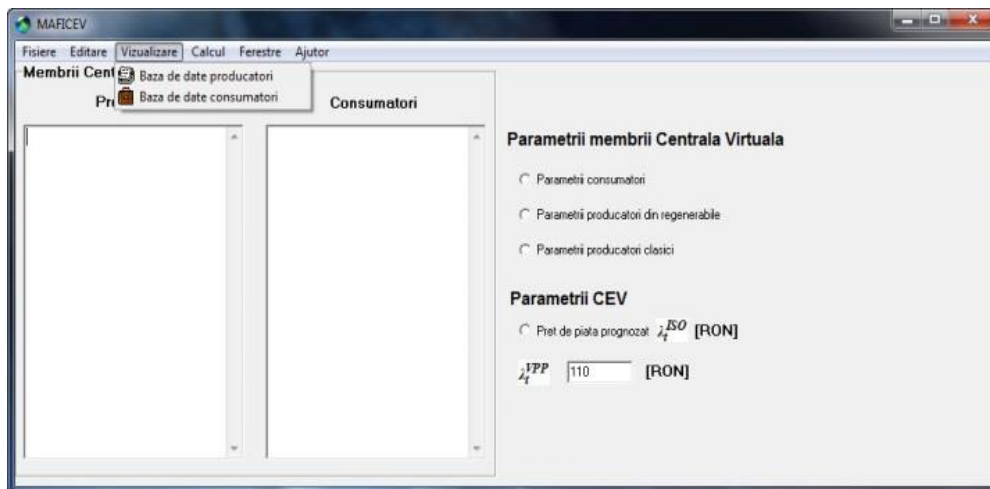 MAFICEV
Fisiere Editare Vizualizare Calcul Ferestre Ajutor
Membrii Cent
Baza de date producatori
Baza de date consumatori
Pr
Consumatori
Parametrii membrii Centrala Virtuala
Parametrii consumatori
Parametrii producatori din regenerabile
Parametrii producatori clasici
Parametrii CEV
Pret de piata prognozat λ_t^ISO [RON]
λ_t^VPP 110 [RON]